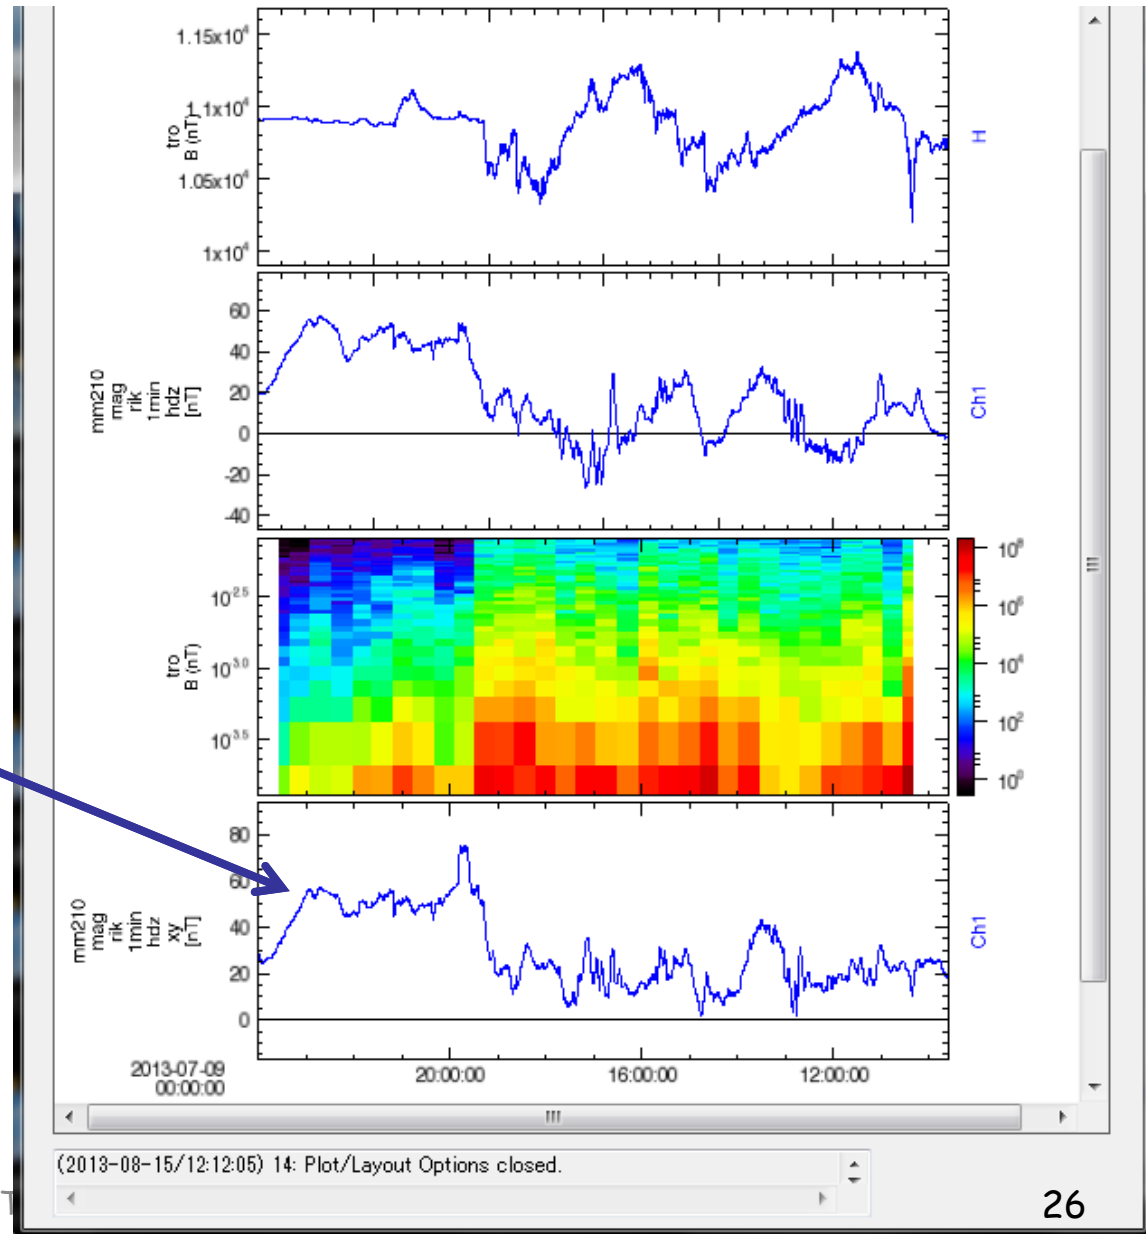 1.15x10⁴
1.1x10⁴
1.05x10⁴
1x10⁴
tro
B (nT)
H
60
40
20
0
-20
-40
mm210
mag
rik
1min
hdz
[nT]
Ch1
10²·⁵
10³·⁰
10³·⁵
tro
B (nT)
10⁸
10⁶
10⁴
10²
10⁰
80
60
40
20
0
mm210
mag
rik
1min
hdz
xy
[nT]
Ch1
2013-07-09
00:00:00
20:00:00
16:00:00
12:00:00
(2013-08-15/12:12:05) 14: Plot/Layout Options closed.
26